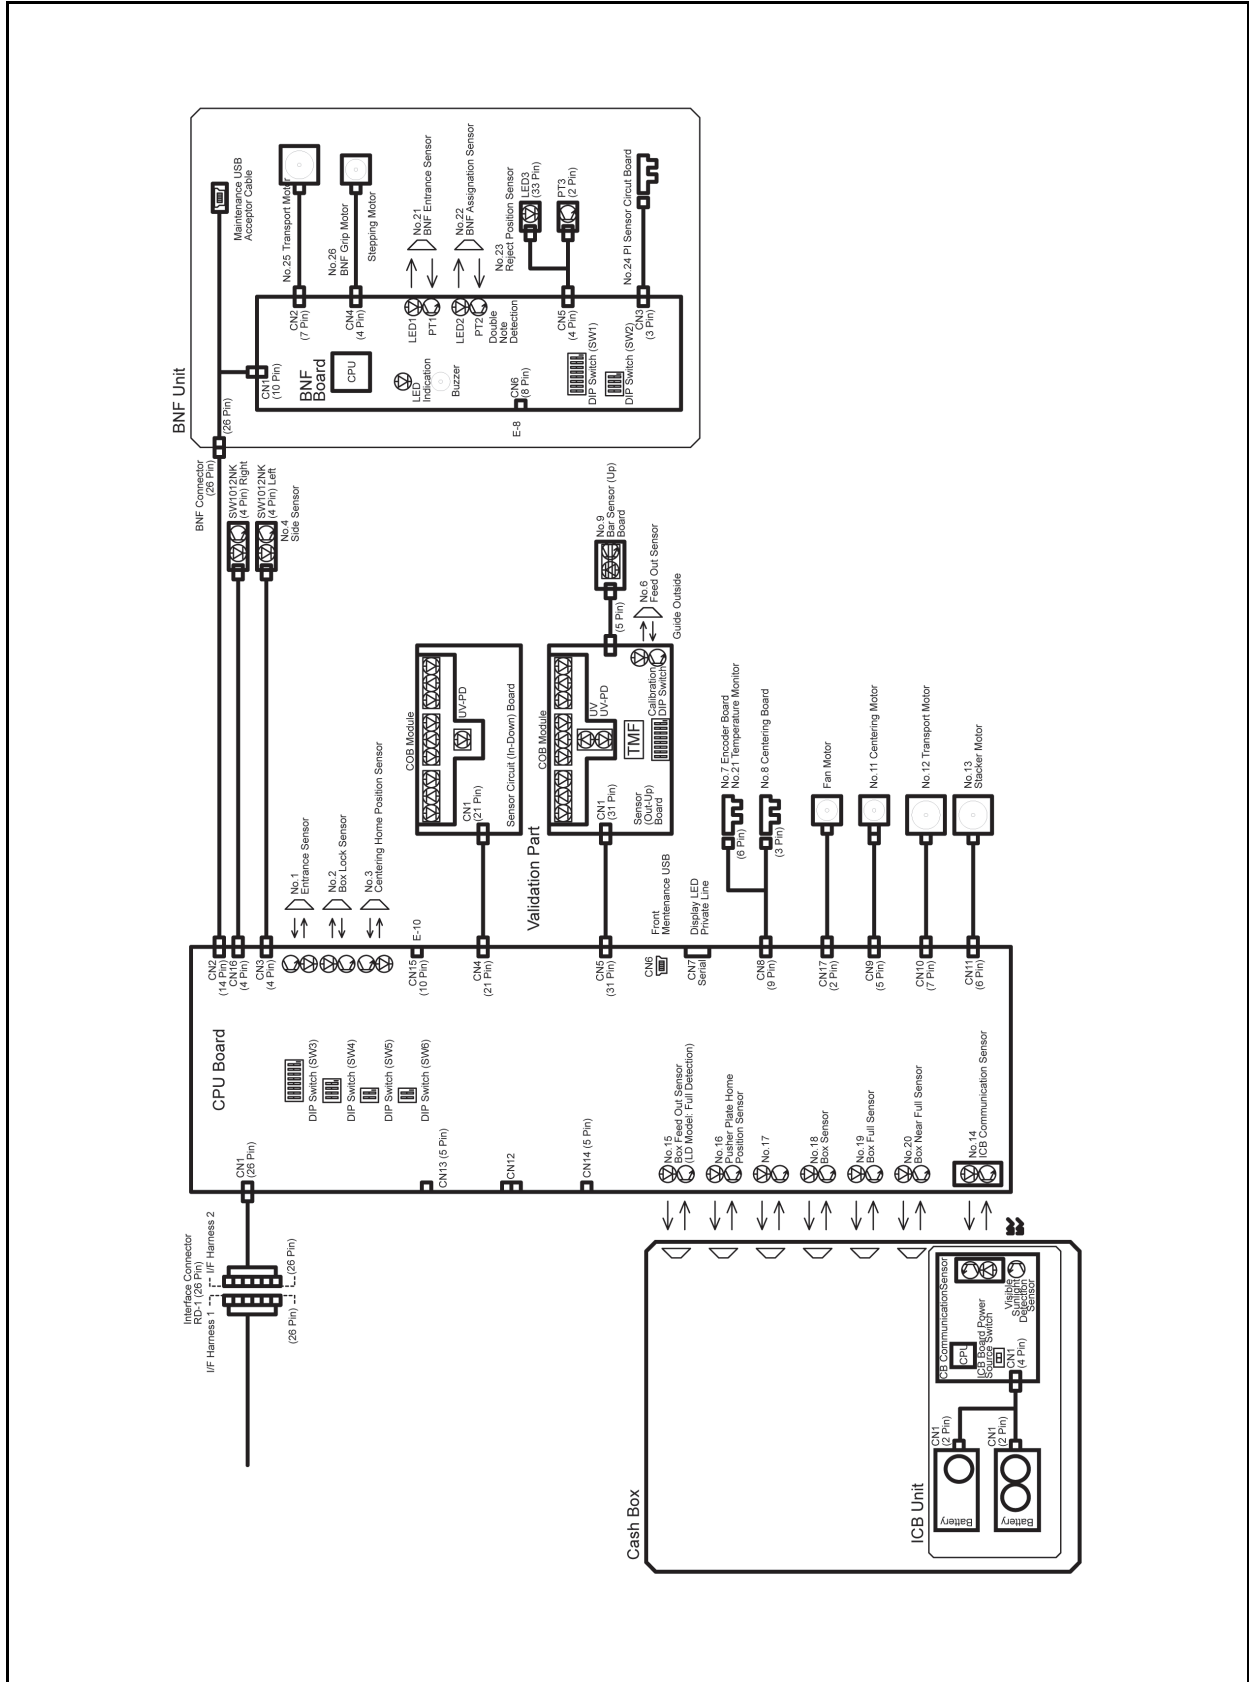 BNF Unit
Maintenance USB
Acceptor Cable
No.25 Transport Motor
No.26
BNF Grip Motor
Stepping Motor
No.21
BNF Entrance Sensor
No.22
BNF Assignation Sensor
No.23
Reject Position Sensor
LED3
(33 Pin)
PT3
(2 Pin)
No.24 PI Sensor Circut Board
CN1
(10 Pin)
BNF
Board
CPU
CN2
(7 Pin)
CN4
(4 Pin)
LED1
PT1
LED2
PT2
Double
Note
Detection
CN5
(4 Pin)
CN3
(3 Pin)
LED
Indication
Buzzer
CN6
(8 Pin)
E-8
DIP Switch (SW1)
DIP Switch (SW2)
(26 Pin)
BNF Connector
(26 Pin)
SW1012NK
(4 Pin) Right
SW1012NK
(4 Pin) Left
No.4
Side Sensor
No.9
Bar Sensor (Up)
Board
(5 Pin)
No.6
Feed Out Sensor
Guide Outside
COB Module
UV-PD
CN1
(21 Pin)
Sensor Circuit (In-Down) Board
Validation Part
COB Module
UV
UV-PD
TMF
Calibration
DIP Switch
CN1
(31 Pin)
Sensor
(Out-Up)
Board
No.1
Entrance Sensor
No.2
Box Lock Sensor
No.3
Centering Home Position Sensor
E-10
Front
Mentenance USB
Display LED
Private Line
No.7 Encoder Board
No.21 Temperature Monitor
(6 Pin)
No.8 Centering Board
(3 Pin)
Fan Motor
No.11 Centering Motor
No.12 Transport Motor
No.13
Stacker Motor
CPU Board
CN2
(14 Pin)
CN16
(4 Pin)
CN3
(4 Pin)
CN15
(10 Pin)
CN4
(21 Pin)
CN5
(31 Pin)
CN6
CN7
Serial
CN8
(9 Pin)
CN17
(2 Pin)
CN9
(5 Pin)
CN10
(7 Pin)
CN11
(6 Pin)
DIP Switch (SW3)
DIP Switch (SW4)
DIP Switch (SW5)
DIP Switch (SW6)
CN1
(26 Pin)
CN13 (5 Pin)
CN12
CN14 (5 Pin)
No.15
Box Feed Out Sensor
(LD Model: Full Detection)
No.16
Pusher Plate Home
Position Sensor
No.17
No.18
Box Sensor
No.19
Box Full Sensor
No.20
Box Near Full Sensor
No.14
ICB Communication Sensor
Interface Connector
RD-1 (26 Pin)
I/F Harness 1
I/F Harness 2
(26 Pin)
(26 Pin)
Cash Box
ICB Unit
ICB CommunicationSensor
CPU
ICB Board Power
Source Switch
Visible
Sunlight
Detection
Sensor
CN1
(4 Pin)
CN1
(2 Pin)
CN1
(2 Pin)
Battery
Battery